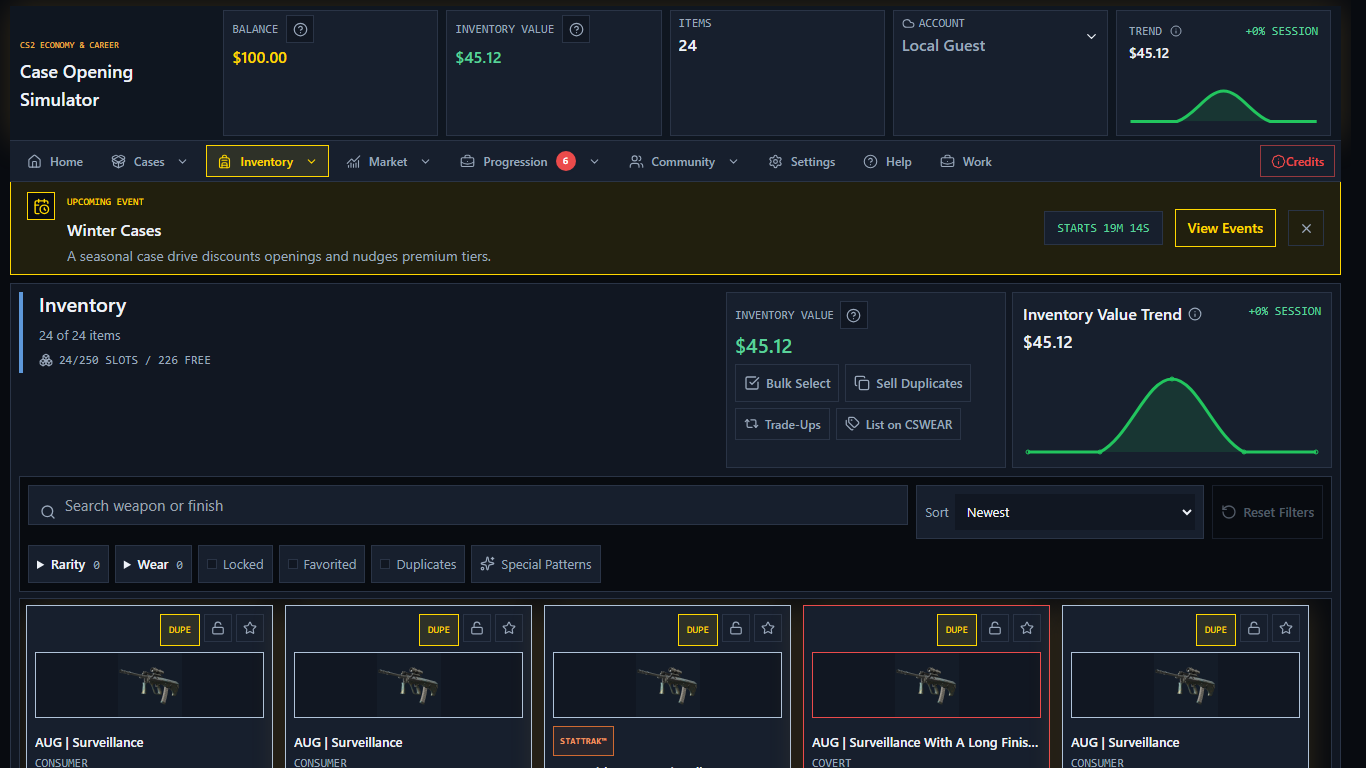 CS2 ECONOMY & CAREER
Case Opening
Simulator
BALANCE
$100.00
INVENTORY VALUE
$45.12
ITEMS
24
ACCOUNT
Local Guest
TREND
+0% SESSION
$45.12
Home
Cases
Inventory
Market
Progression 6
Community
Settings
Help
Work
Credits
UPCOMING EVENT
Winter Cases
A seasonal case drive discounts openings and nudges premium tiers.
STARTS 19M 14S
View Events
Inventory
24 of 24 items
24/250 SLOTS / 226 FREE
INVENTORY VALUE
$45.12
Bulk Select
Sell Duplicates
Trade-Ups
List on CSWEAR
Inventory Value Trend
+0% SESSION
$45.12
Search weapon or finish
Sort
Newest
Reset Filters
Rarity 0
Wear 0
Locked
Favorited
Duplicates
Special Patterns
DUPE
DUPE
DUPE
DUPE
DUPE
STATTRAK™
AUG | Surveillance
AUG | Surveillance
AUG | Surveillance With A Long Finis...
AUG | Surveillance
CONSUMER
CONSUMER
COVERT
CONSUMER